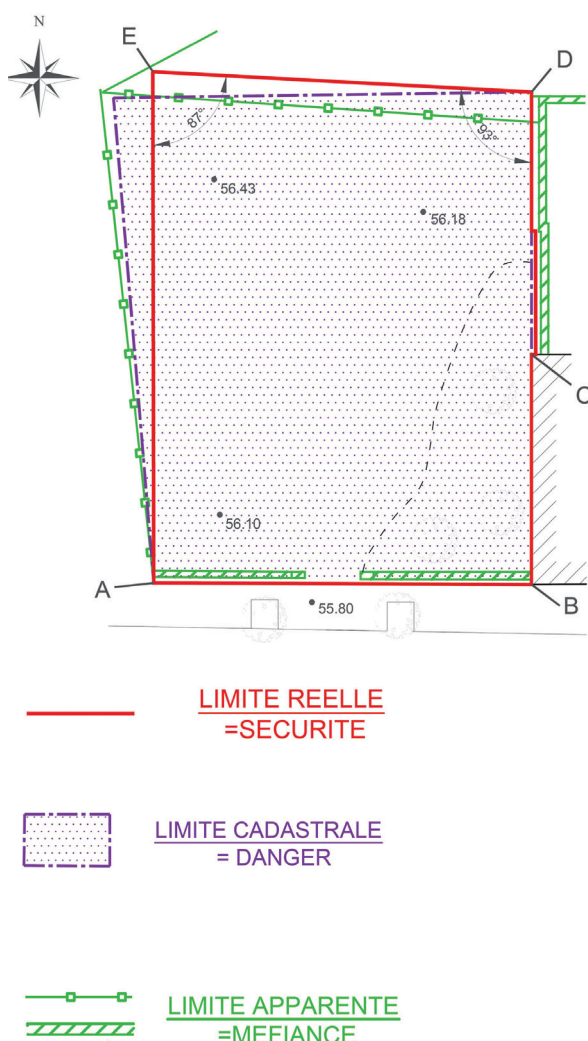 N
E
D
87°
93°
56.43
56.18
C
56.10
A
B
55.80
LIMITE REELLE
=SECURITE
LIMITE CADASTRALE
= DANGER
LIMITE APPARENTE
=MEFIANCE